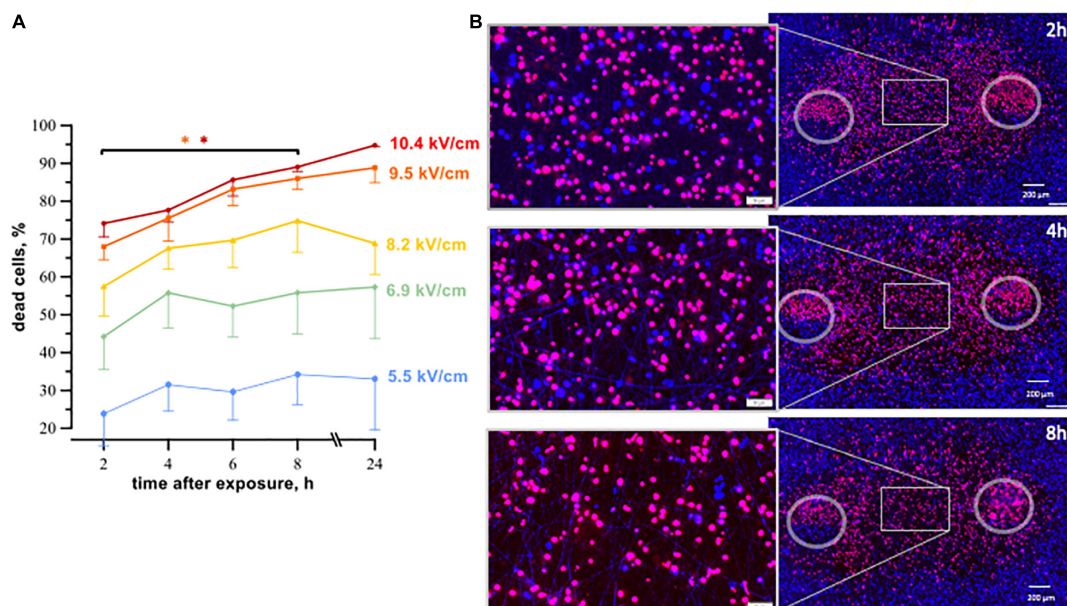 A
B
100
90
80
70
60
50
40
30
20
dead cells, %
* *
10.4 kV/cm
9.5 kV/cm
8.2 kV/cm
6.9 kV/cm
5.5 kV/cm
2 4 6 8 24
time after exposure, h
2h
200 µm
4h
200 µm
8h
200 µm